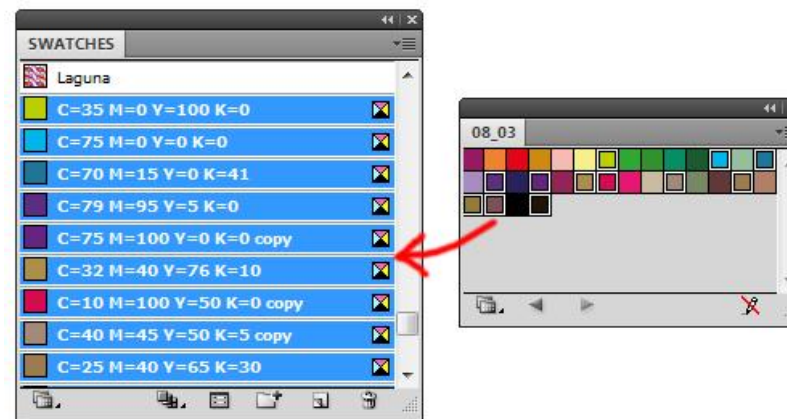 SWATCHES
Laguna
C=35 M=0 Y=100 K=0
C=75 M=0 Y=0 K=0
C=70 M=15 Y=0 K=41
C=79 M=95 Y=5 K=0
C=75 M=100 Y=0 K=0 copy
C=32 M=40 Y=76 K=10
C=10 M=100 Y=50 K=0 copy
C=40 M=45 Y=50 K=5 copy
C=25 M=40 Y=65 K=30
08_03